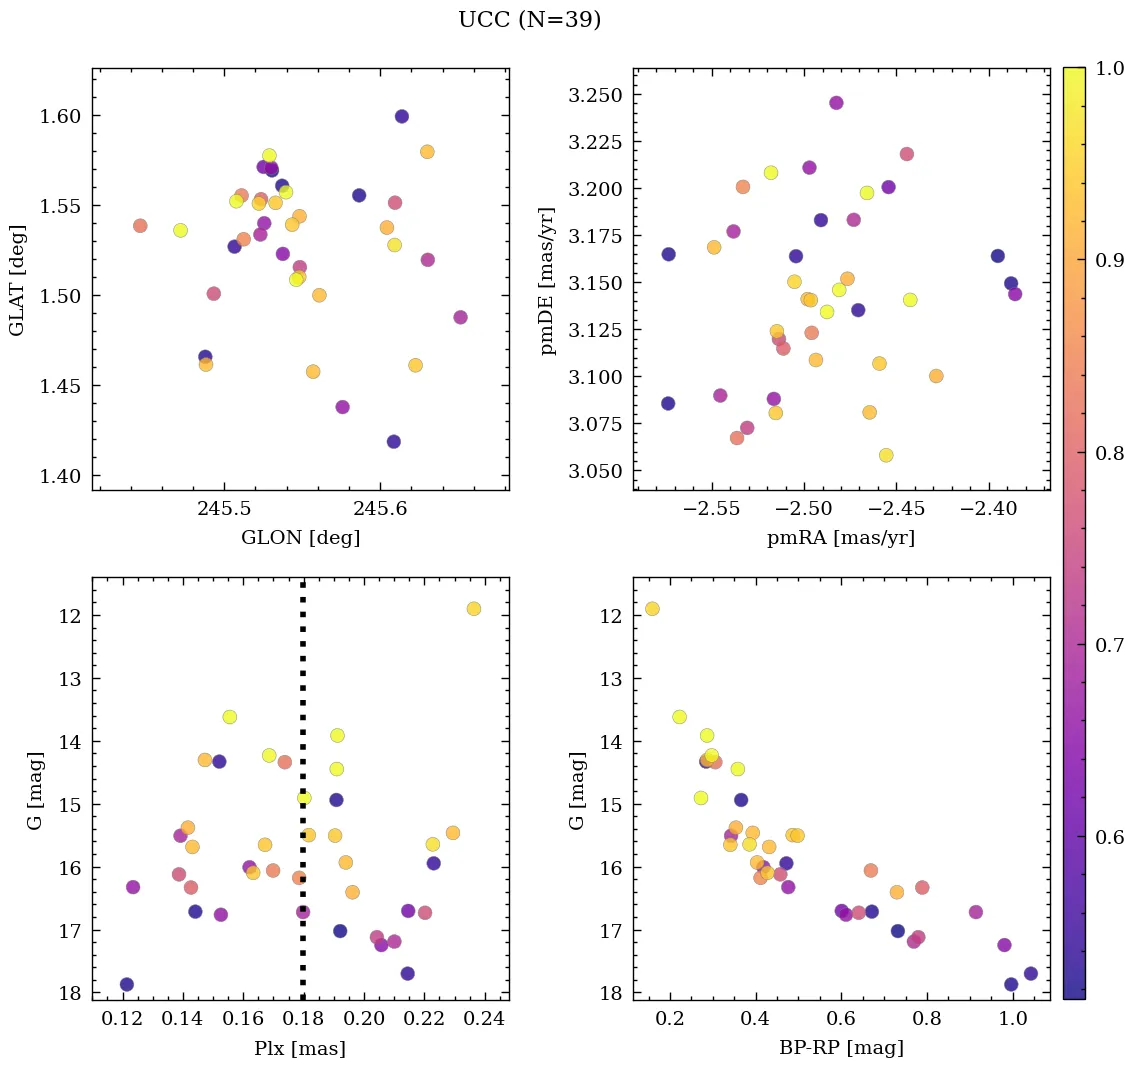 UCC (N=39)
1.60
1.55
1.50
1.45
1.40
GLAT [deg]
245.5 245.6
GLON [deg]
3.250
3.225
3.200
3.175
3.150
3.125
3.100
3.075
3.050
pmDE [mas/yr]
−2.55 −2.50 −2.45 −2.40
pmRA [mas/yr]
12
13
14
15
16
17
18
G [mag]
0.12 0.14 0.16 0.18 0.20 0.22 0.24
Plx [mas]
12
13
14
15
16
17
18
G [mag]
0.2 0.4 0.6 0.8 1.0
BP-RP [mag]
1.0
0.9
0.8
0.7
0.6